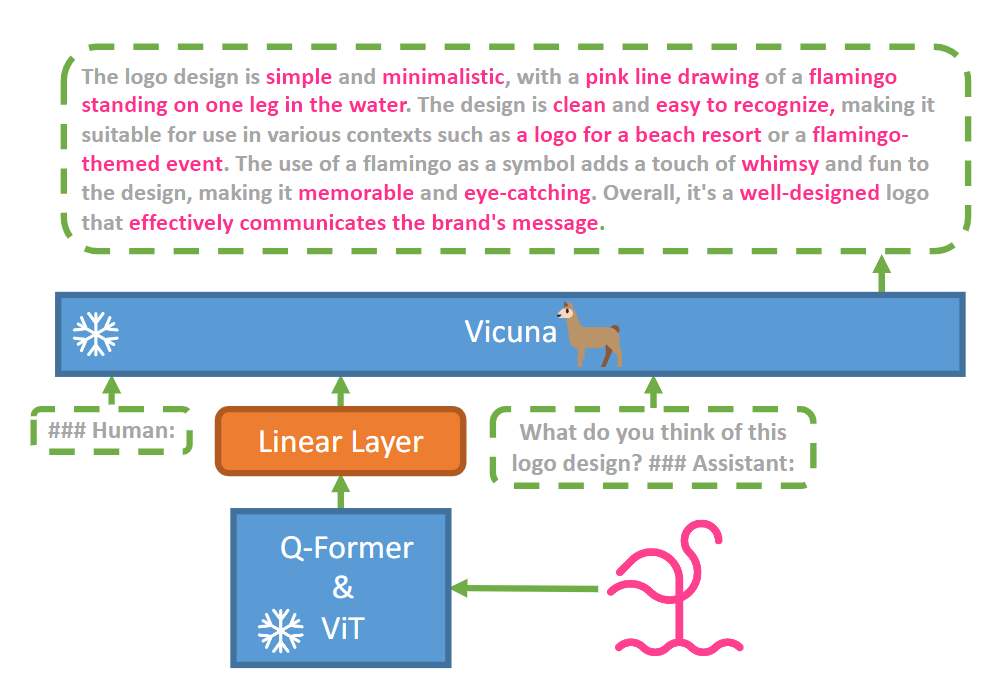 The logo design is simple and minimalistic, with a pink line drawing of a flamingo
standing on one leg in the water. The design is clean and easy to recognize, making it
suitable for use in various contexts such as a logo for a beach resort or a flamingo-
themed event. The use of a flamingo as a symbol adds a touch of whimsy and fun to
the design, making it memorable and eye-catching. Overall, it's a well-designed logo
that effectively communicates the brand's message.
Vicuna
### Human:
Linear Layer
What do you think of this
logo design? ### Assistant:
Q-Former
&
ViT